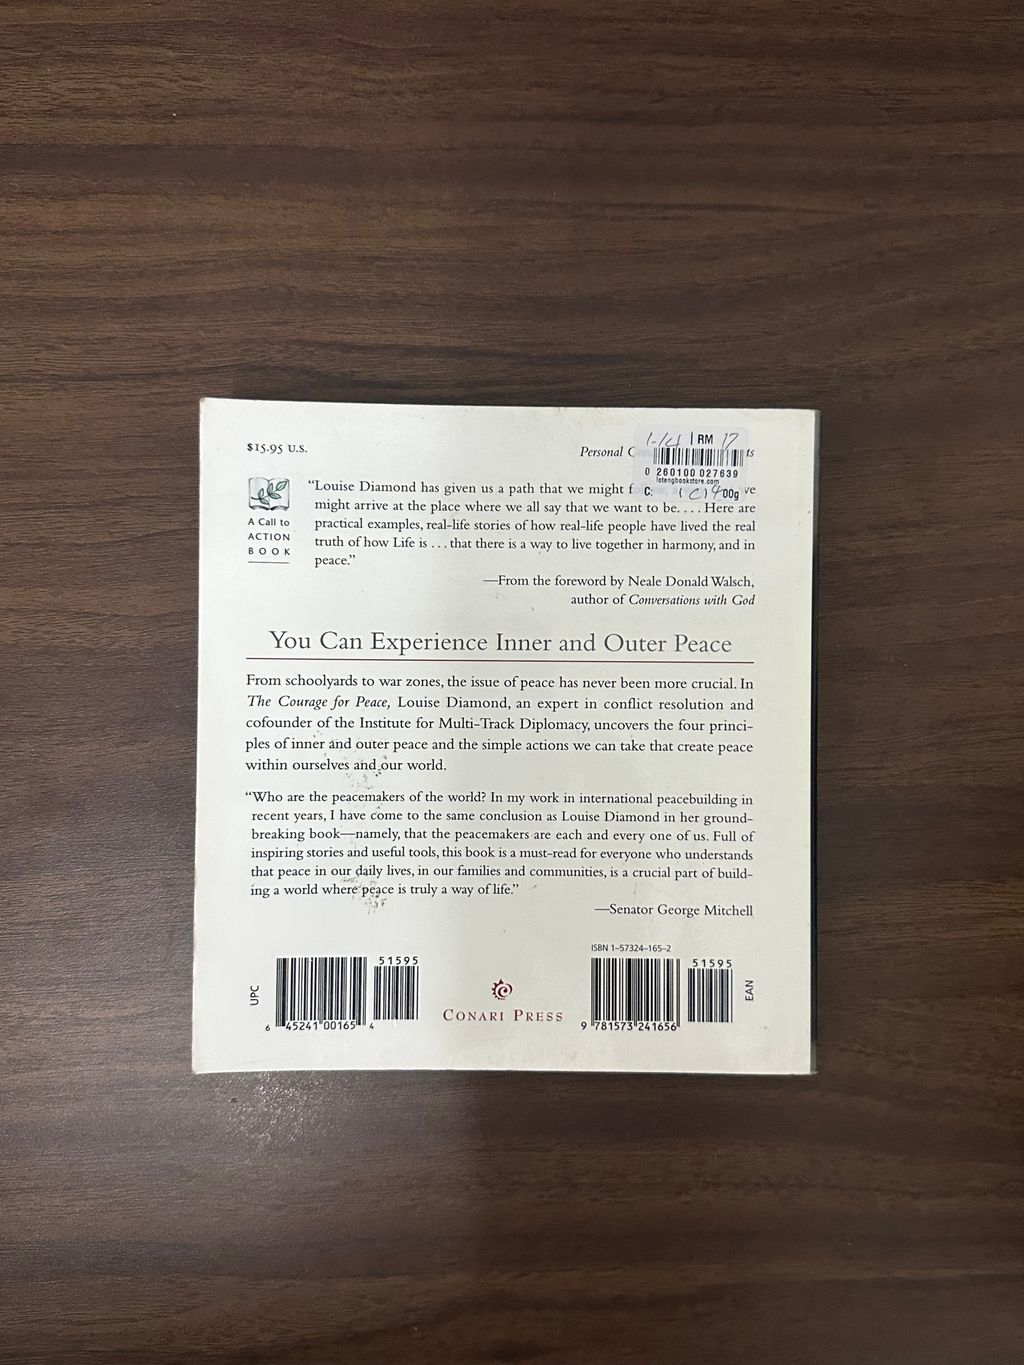 $15.95 U.S.
Personal
ts
RM 17
0 260100 027639
lotengbookstore.com
C: (C) 400g
A Call to
ACTION
BOOK
“Louise Diamond has given us a path that we might f ve
might arrive at the place where we all say that we want to be. . . . Here are
practical examples, real-life stories of how real-life people have lived the real
truth of how Life is . . . that there is a way to live together in harmony, and in
peace.”
—From the foreword by Neale Donald Walsch,
author of Conversations with God
You Can Experience Inner and Outer Peace
From schoolyards to war zones, the issue of peace has never been more crucial. In
The Courage for Peace, Louise Diamond, an expert in conflict resolution and
cofounder of the Institute for Multi-Track Diplomacy, uncovers the four princi-
ples of inner and outer peace and the simple actions we can take that create peace
within ourselves and our world.
“Who are the peacemakers of the world? In my work in international peacebuilding in
recent years, I have come to the same conclusion as Louise Diamond in her ground-
breaking book—namely, that the peacemakers are each and every one of us. Full of
inspiring stories and useful tools, this book is a must-read for everyone who understands
that peace in our daily lives, in our families and communities, is a crucial part of build-
ing a world where peace is truly a way of life.”
—Senator George Mitchell
UPC
51595
6 45241 00165 4
CONARI PRESS
ISBN 1-57324-165-2
51595
9 781573 241656
EAN